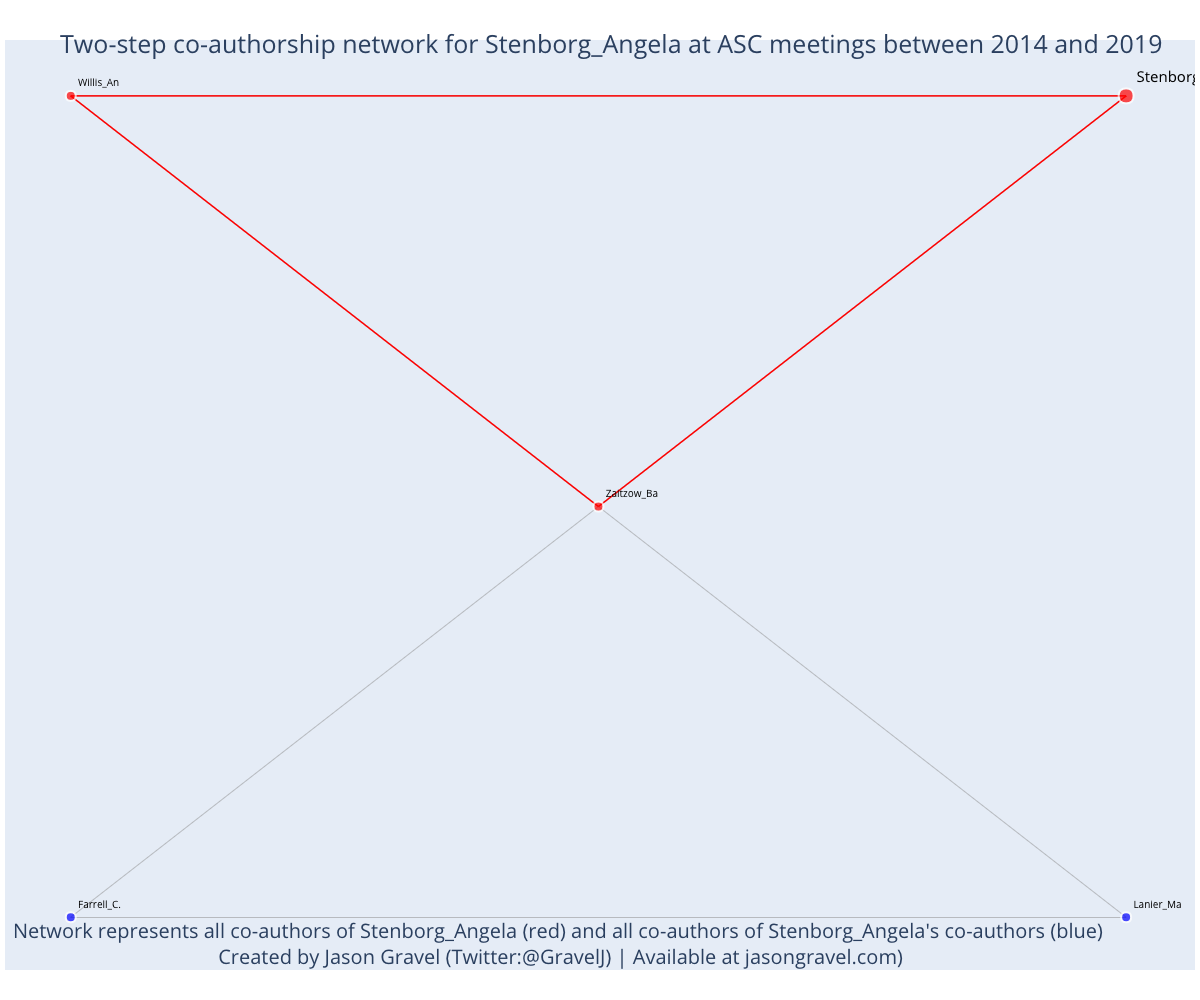 Two-step co-authorship network for Stenborg_Angela at ASC meetings between 2014 and 2019
Willis_An
Stenborg
Zaitzow_Ba
Farrell_C.
Lanier_Ma
Network represents all co-authors of Stenborg_Angela (red) and all co-authors of Stenborg_Angela's co-authors (blue)
Created by Jason Gravel (Twitter:@GravelJ) | Available at jasongravel.com)